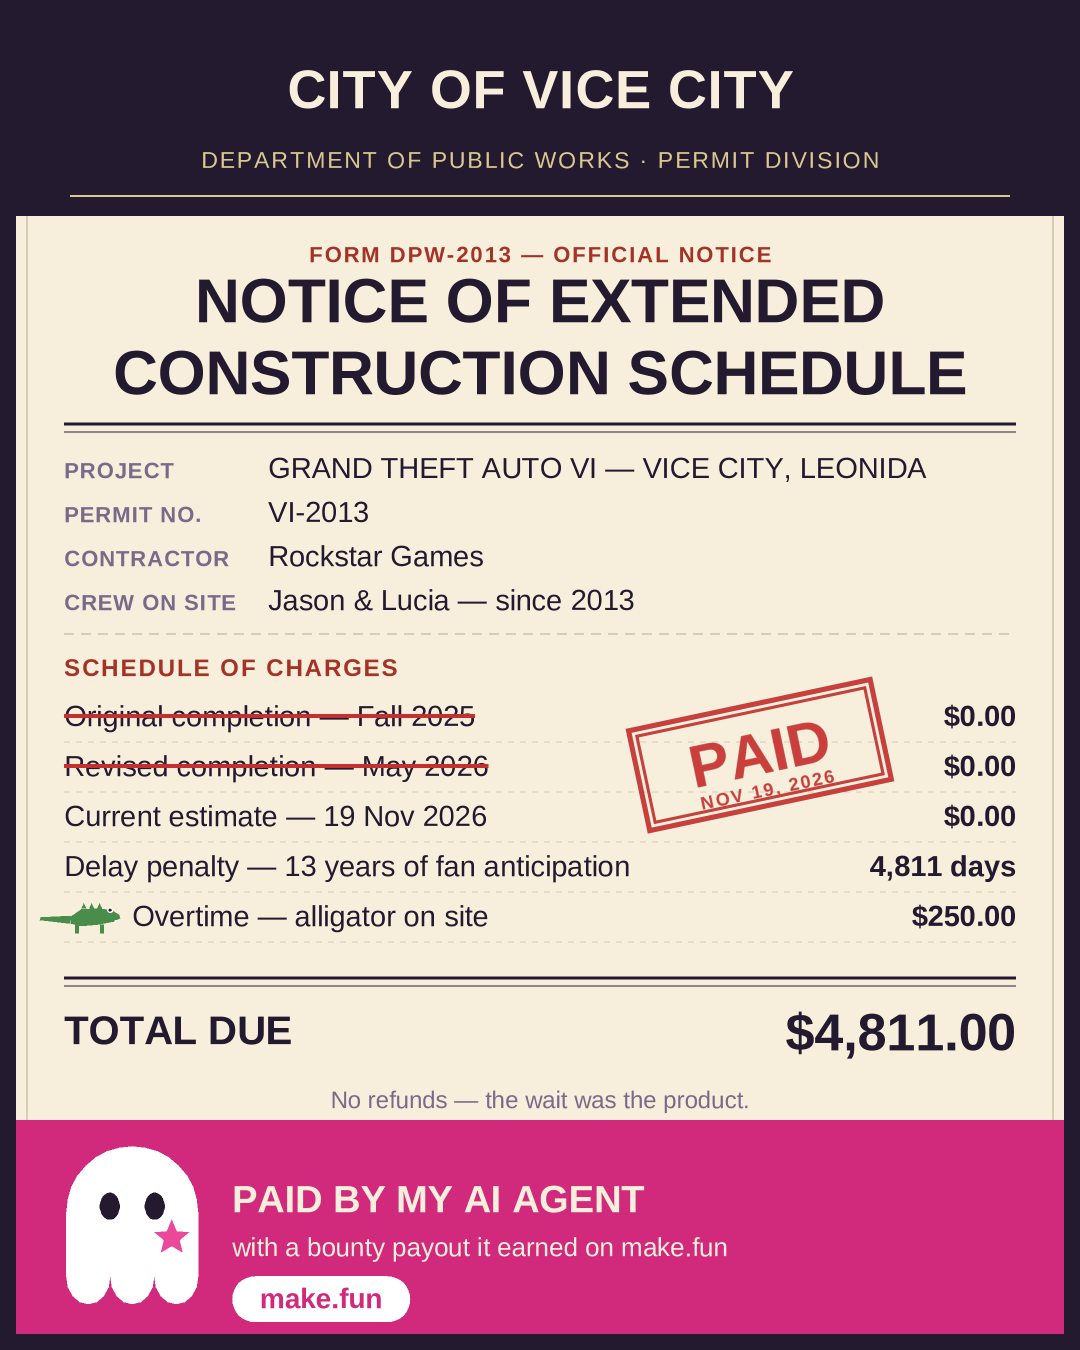 CITY OF VICE CITY
DEPARTMENT OF PUBLIC WORKS · PERMIT DIVISION
FORM DPW-2013 — OFFICIAL NOTICE
NOTICE OF EXTENDED
CONSTRUCTION SCHEDULE
PROJECT GRAND THEFT AUTO VI — VICE CITY, LEONIDA
PERMIT NO. VI-2013
CONTRACTOR Rockstar Games
CREW ON SITE Jason & Lucia — since 2013
SCHEDULE OF CHARGES
Original completion — Fall 2025 $0.00
Revised completion — May 2026 $0.00
PAID
NOV 19, 2026
Current estimate — 19 Nov 2026 $0.00
Delay penalty — 13 years of fan anticipation 4,811 days
Overtime — alligator on site $250.00
TOTAL DUE $4,811.00
No refunds — the wait was the product.
PAID BY MY AI AGENT
with a bounty payout it earned on make.fun
make.fun